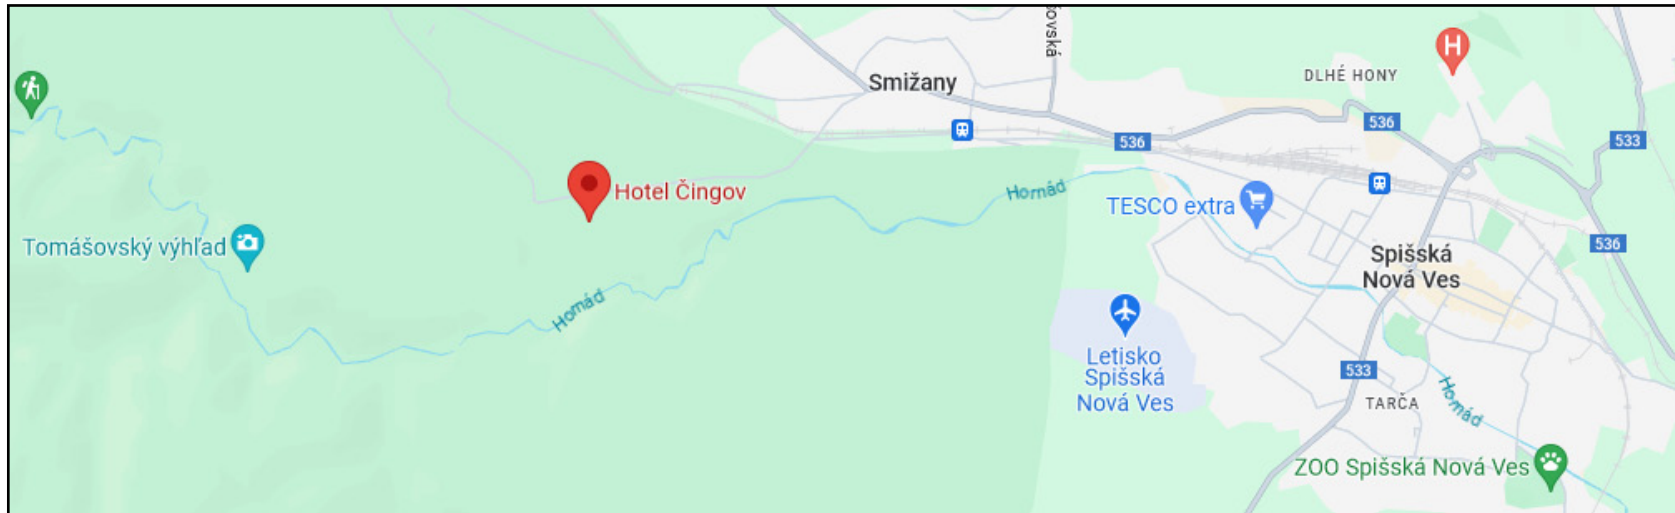 ovská
Smižany
DLHÉ HONY
H
536
536
533
Hotel Čingov
Hornád
TESCO extra
Tomášovský výhľad
536
Spišská
Nová Ves
Hornád
Letisko
Spišská
Nová Ves
533
TARČA
Hornád
ZOO Spišská Nová Ves